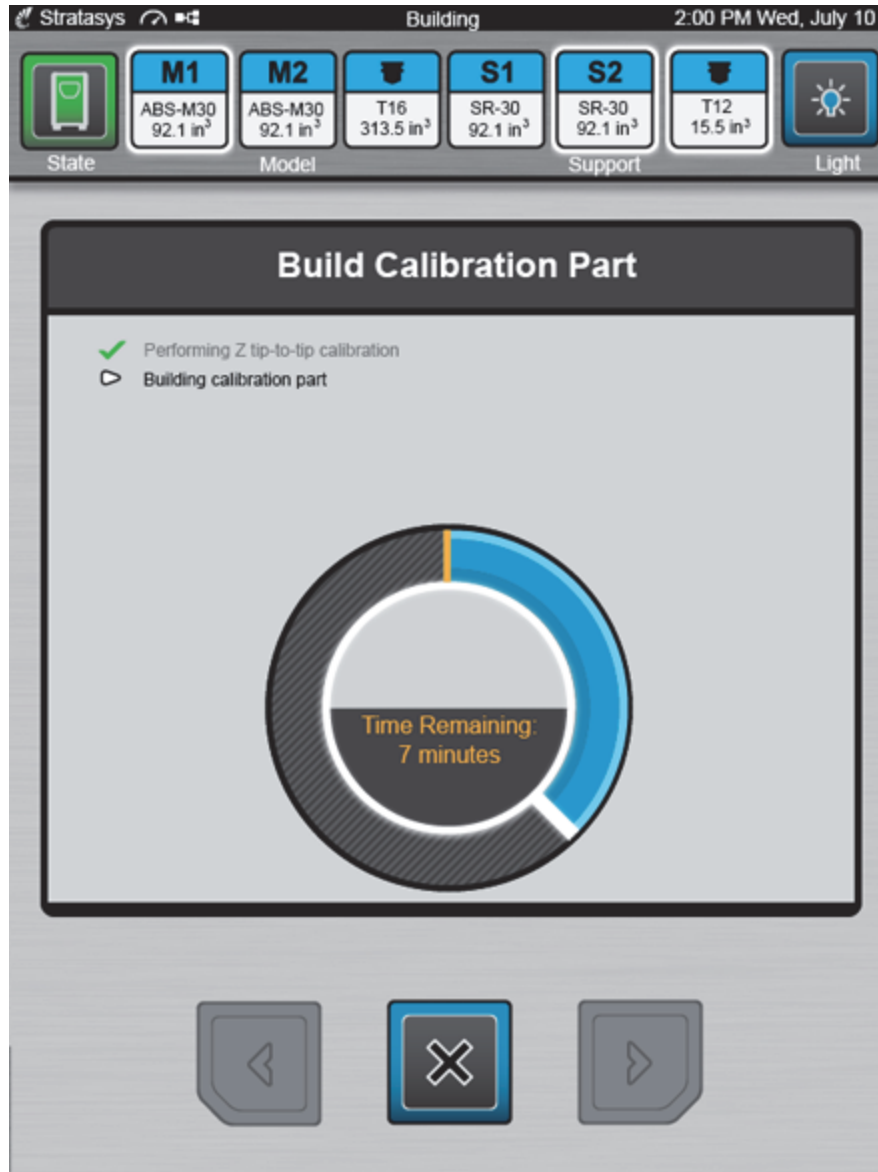 Stratasys
Building
2:00 PM Wed, July 10
M1
ABS-M30
92.1 in³
M2
ABS-M30
92.1 in³
T16
313.5 in³
S1
SR-30
92.1 in³
S2
SR-30
92.1 in³
T12
15.5 in³
State
Model
Support
Light
Build Calibration Part
Performing Z tip-to-tip calibration
Building calibration part
Time Remaining:
7 minutes